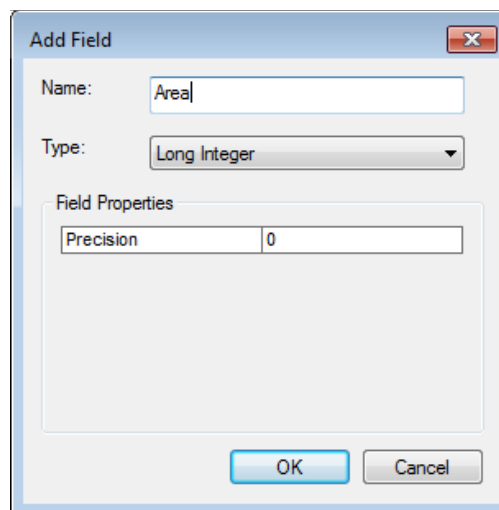 Add Field
Name: Area
Type: Long Integer
Field Properties
Precision 0
OK Cancel